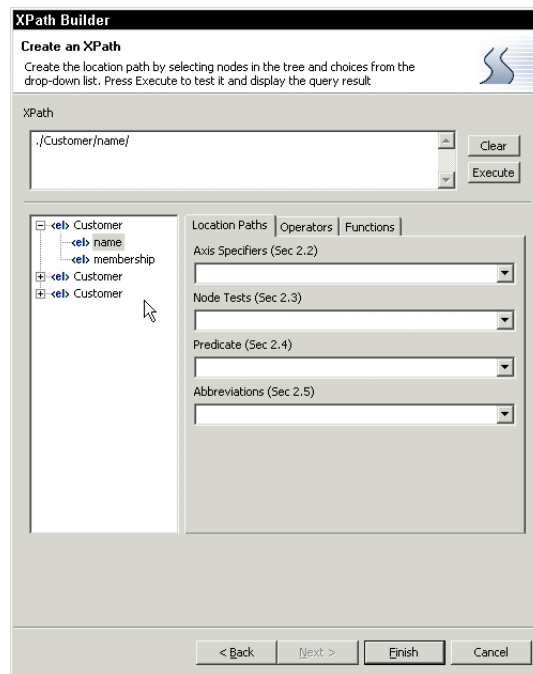 XPath Builder
Create an XPath
Create the location path by selecting nodes in the tree and choices from the
drop-down list. Press Execute to test it and display the query result
XPath
./Customer/name/
Clear
Execute
<el> Customer
<el> name
<el> membership
<el> Customer
<el> Customer
Location Paths
Operators
Functions
Axis Specifiers (Sec 2.2)
Node Tests (Sec 2.3)
Predicate (Sec 2.4)
Abbreviations (Sec 2.5)
< Back
Next >
Finish
Cancel